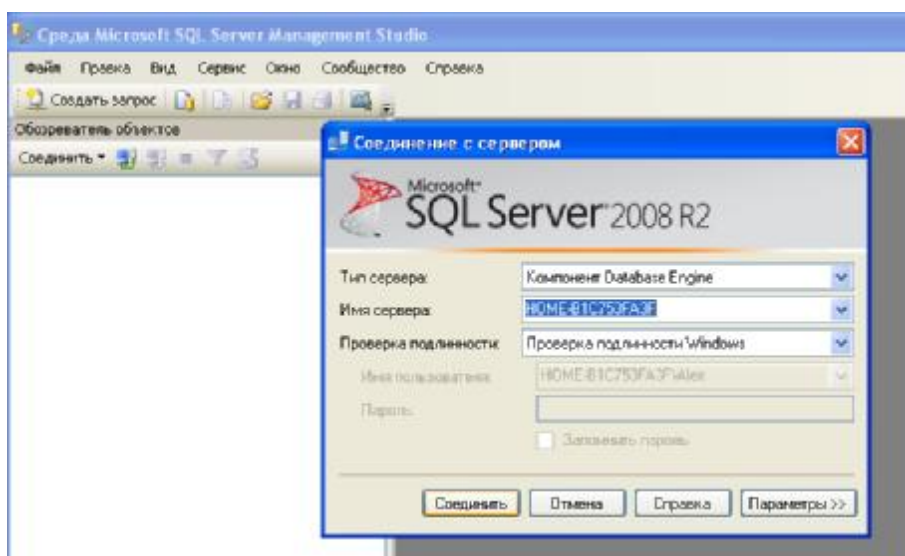 Среда Microsoft SQL Server Management Studio
Файл Правка Вид Сервис Окно Сообщество Справка
Создать запрос
Обозреватель объектов
Соединить
Соединение с сервером
Microsoft
SQL Server 2008 R2
Тип сервера: Компонент Database Engine
Имя сервера: HOME-B1C753FA3F
Проверка подлинности: Проверка подлинности Windows
Имя пользователя: HOME-B1C753FA3F\Alex
Пароль:
Запомнить пароль
Соединить Отмена Справка Параметры >>